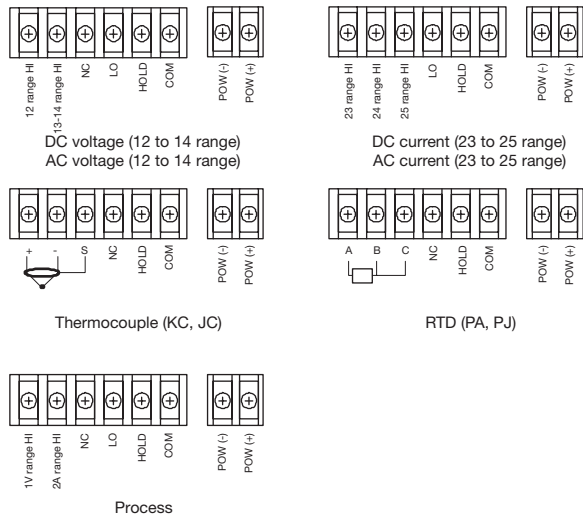 12 range HI
13-14 range HI
NC
LO
HOLD
COM
POW (-)
POW (+)
DC voltage (12 to 14 range)
AC voltage (12 to 14 range)
23 range HI
24 range HI
25 range HI
LO
HOLD
COM
POW (-)
POW (+)
DC current (23 to 25 range)
AC current (23 to 25 range)
+
-
S
NC
HOLD
COM
POW (-)
POW (+)
Thermocouple (KC, JC)
A
B
C
NC
HOLD
COM
POW (-)
POW (+)
RTD (PA, PJ)
1V range HI
2A range HI
NC
LO
HOLD
COM
POW (-)
POW (+)
Process